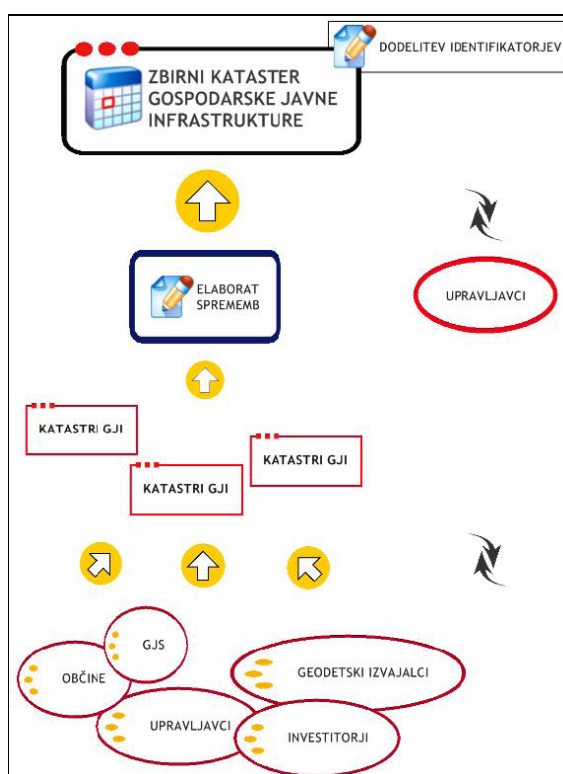 DODELITEV IDENTIFIKATORJEV
ZBIRNI KATASTER
GOSPODARSKE JAVNE
INFRASTRUKTURE
ELABORAT
SPREMEMB
UPRAVLJAVCI
KATASTRI GJI
KATASTRI GJI
KATASTRI GJI
GJS
OBČINE
GEODETSKI IZVAJALCI
UPRAVLJAVCI
INVESTITORJI